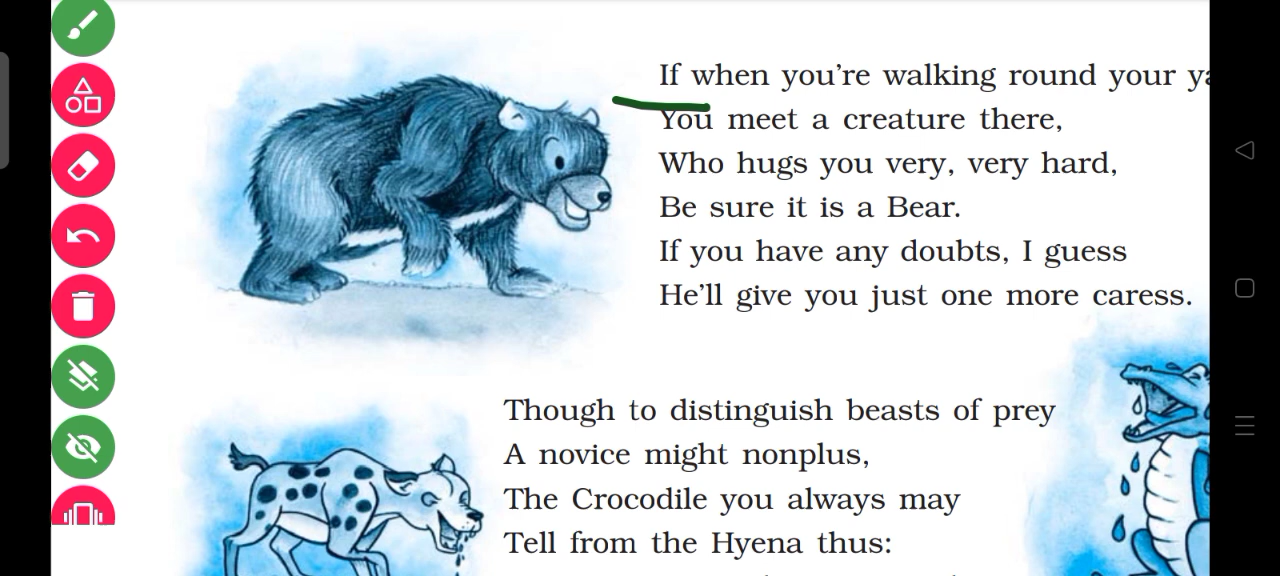 If when you're walking round your
You meet a creature there,
Who hugs you very, very hard,
Be sure it is a Bear.
If you have any doubts, I guess
He'll give you just one more caress.
Though to distinguish beasts of prey
A novice might nonplus,
The Crocodile you always may
Tell from the Hyena thus: